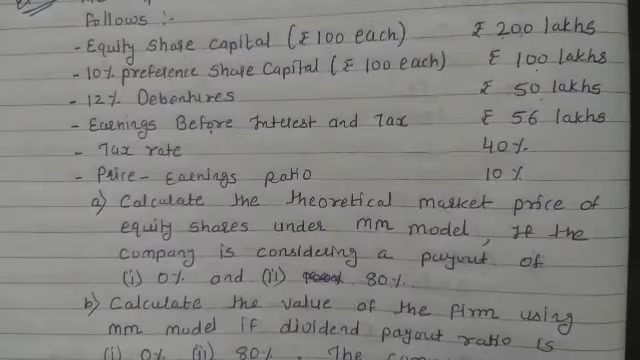 follows :-
- Equity share capital (₹ 100 each) ₹ 200 lakhs
- 10% preference share Capital (₹ 100 each) ₹ 100 lakhs
- 12% Debentures ₹ 50 lakhs
- Earnings Before Interest and Tax ₹ 56 lakhs
- Tax rate 40%
- Price-Earnings Ratio 10%
a) Calculate the theoretical market price of
equity shares under mm model, If the
company is considering a payout of
(i) 0% and (ii) 80%.
b) Calculate the value of the firm using
mm model if dividend payout ratio is
(i) 0% (ii) 80%. The